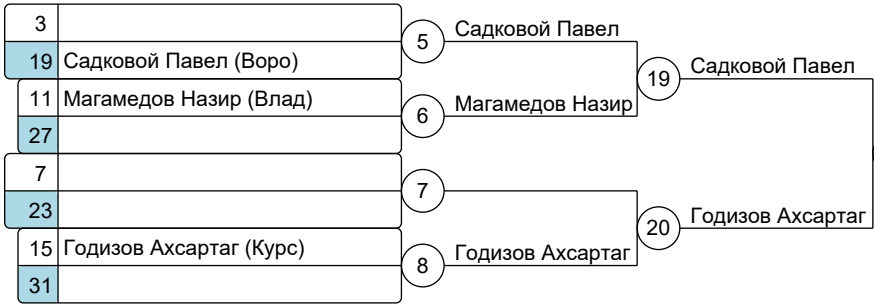 3
19 Садковой Павел (Воро)
11 Магамедов Назир (Влад)
27
7
23
15 Годизов Ахсартаг (Курс)
31
5 Садковой Павел
6 Магамедов Назир
7
8 Годизов Ахсартаг
19 Садковой Павел
20 Годизов Ахсартаг